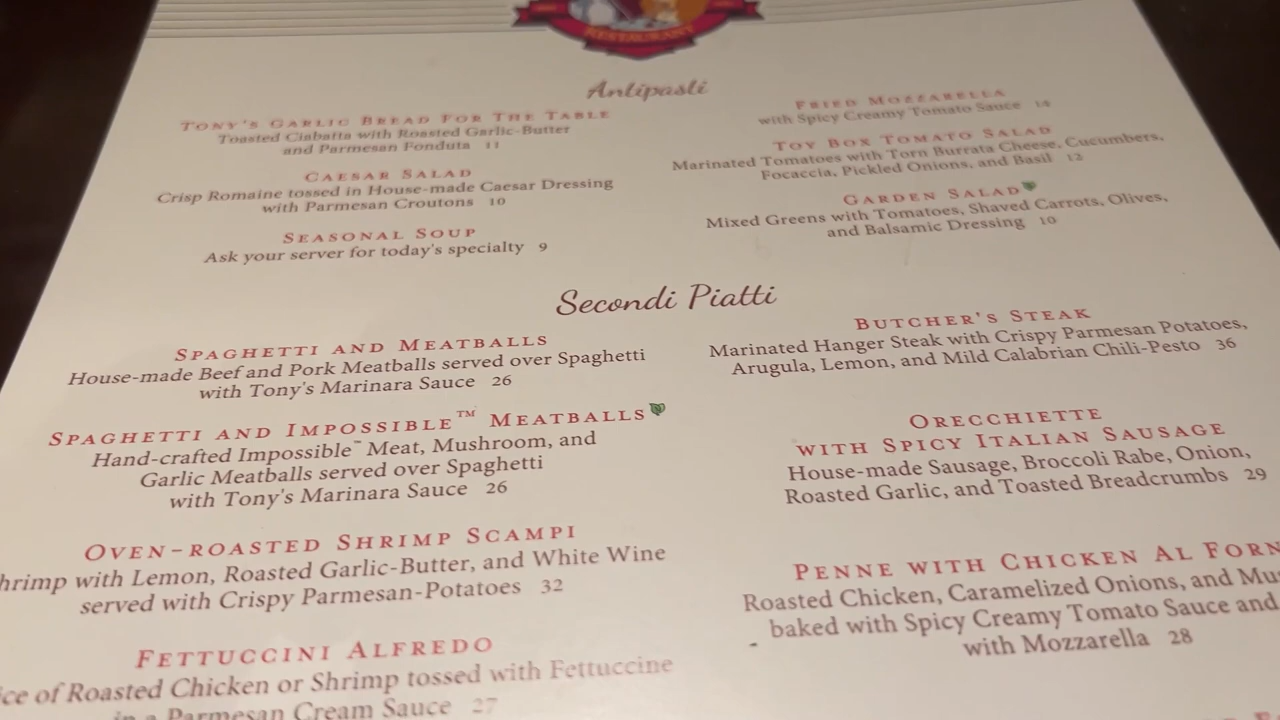 RESTAURANT
Antipasti
TONY'S GARLIC BREAD FOR THE TABLE
Toasted Ciabatta with Roasted Garlic-Butter
and Parmesan Fonduta 11
CAESAR SALAD
Crisp Romaine tossed in House-made Caesar Dressing
with Parmesan Croutons 10
SEASONAL SOUP
Ask your server for today's specialty 9
FRIED MOZZARELLA
with Spicy Creamy Tomato Sauce 14
TOY BOX TOMATO SALAD
Marinated Tomatoes with Torn Burrata Cheese, Cucumbers,
Focaccia, Pickled Onions, and Basil 12
GARDEN SALAD
Mixed Greens with Tomatoes, Shaved Carrots, Olives,
and Balsamic Dressing 10
Secondi Piatti
SPAGHETTI AND MEATBALLS
House-made Beef and Pork Meatballs served over Spaghetti
with Tony's Marinara Sauce 26
SPAGHETTI AND IMPOSSIBLE™ MEATBALLS
Hand-crafted Impossible™ Meat, Mushroom, and
Garlic Meatballs served over Spaghetti
with Tony's Marinara Sauce 26
OVEN-ROASTED SHRIMP SCAMPI
hrimp with Lemon, Roasted Garlic-Butter, and White Wine
served with Crispy Parmesan-Potatoes 32
FETTUCCINI ALFREDO
ice of Roasted Chicken or Shrimp tossed with Fettuccine
in a Parmesan Cream Sauce 27
BUTCHER'S STEAK
Marinated Hanger Steak with Crispy Parmesan Potatoes,
Arugula, Lemon, and Mild Calabrian Chili-Pesto 36
ORECCHIETTE
WITH SPICY ITALIAN SAUSAGE
House-made Sausage, Broccoli Rabe, Onion,
Roasted Garlic, and Toasted Breadcrumbs 29
PENNE WITH CHICKEN AL FORN
Roasted Chicken, Caramelized Onions, and Mu
baked with Spicy Creamy Tomato Sauce and
with Mozzarella 28